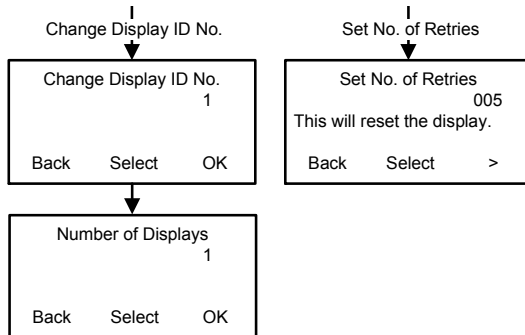 Change Display ID No.
Change Display ID No.
1
Back Select OK
Number of Displays
1
Back Select OK
Set No. of Retries
Set No. of Retries
005
This will reset the display.
Back Select >